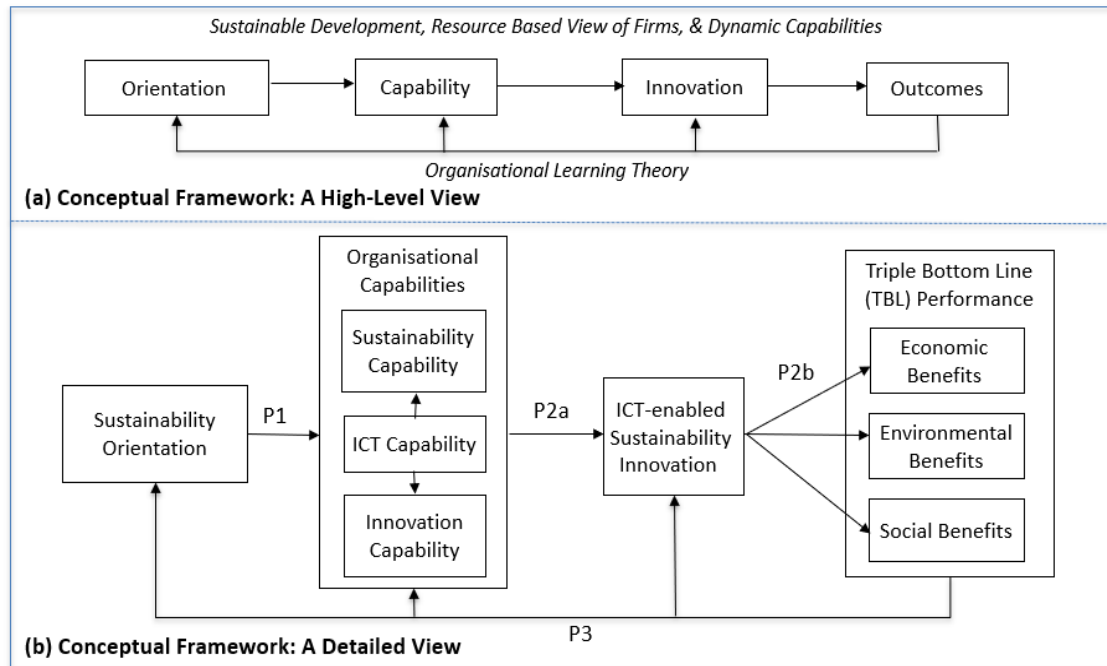 Sustainable Development, Resource Based View of Firms, & Dynamic Capabilities
Orientation
Capability
Innovation
Outcomes
Organisational Learning Theory
(a) Conceptual Framework: A High-Level View
Organisational
Capabilities
Triple Bottom Line
(TBL) Performance
Sustainability
Capability
Economic
Benefits
P1
P2a
P2b
Sustainability
Orientation
ICT Capability
ICT-enabled
Sustainability
Innovation
Environmental
Benefits
Innovation
Capability
Social Benefits
P3
(b) Conceptual Framework: A Detailed View